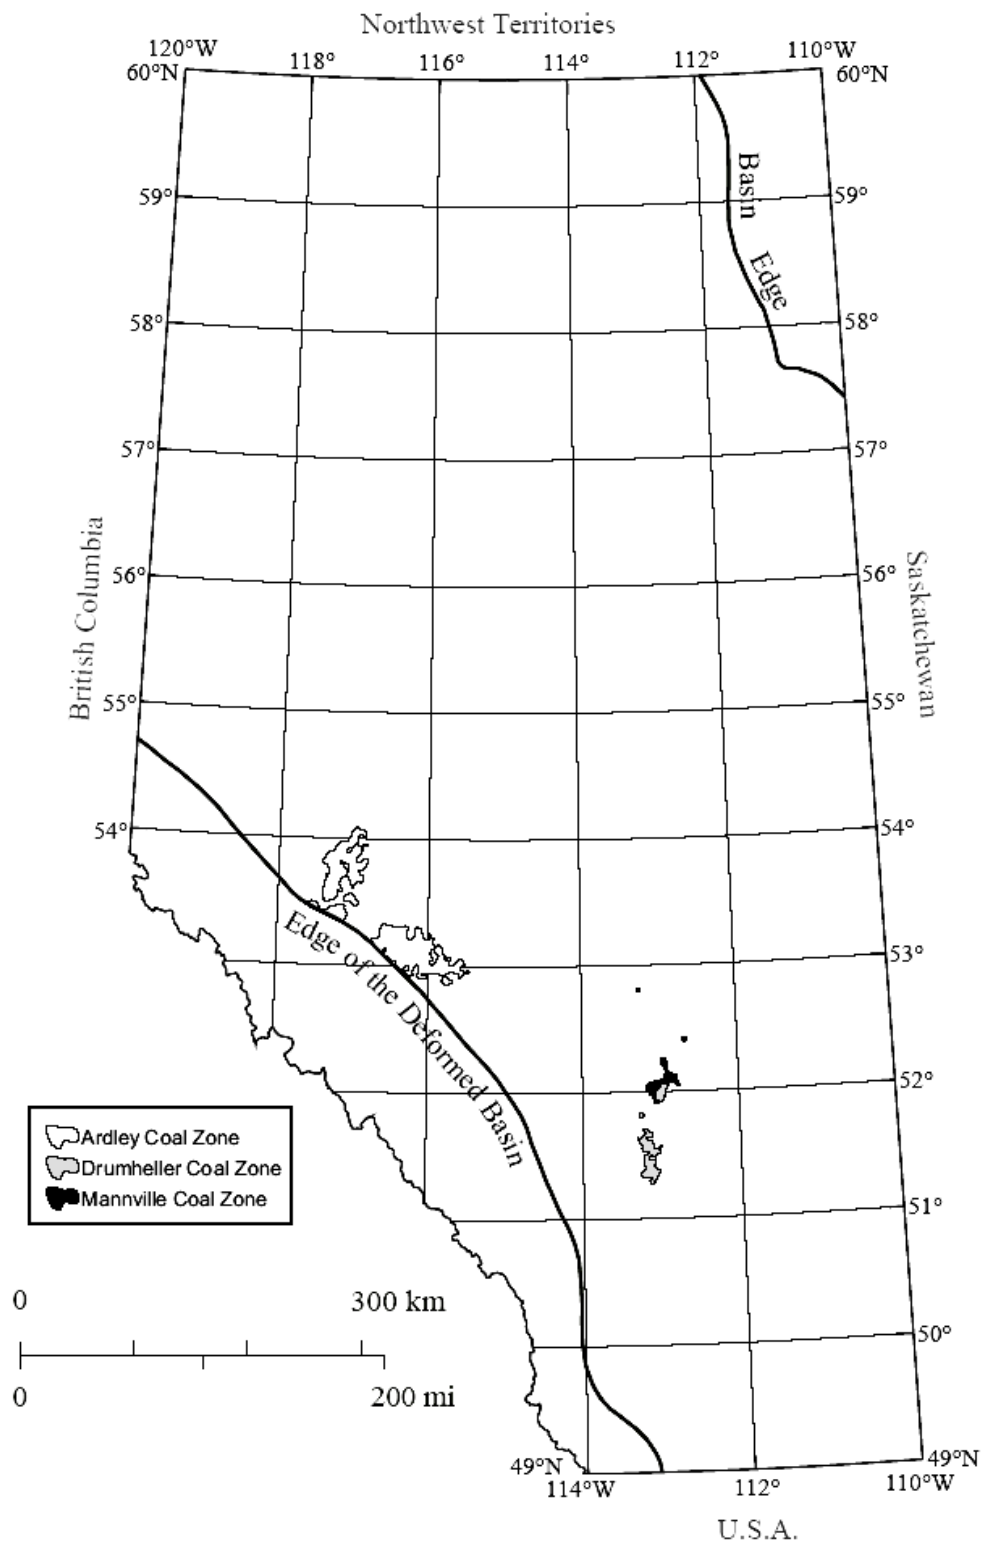 Northwest Territories
120°W
118°
116°
114°
112°
110°W
60°N
60°N
Basin
Edge
59°
59°
58°
58°
57°
57°
British Columbia
Saskatchewan
56°
56°
55°
55°
54°
54°
Edge of the Deformed Basin
53°
52°
Ardley Coal Zone
Drumheller Coal Zone
Mannville Coal Zone
51°
0
300 km
50°
0
200 mi
49°N
49°N
114°W
112°
110°W
U.S.A.